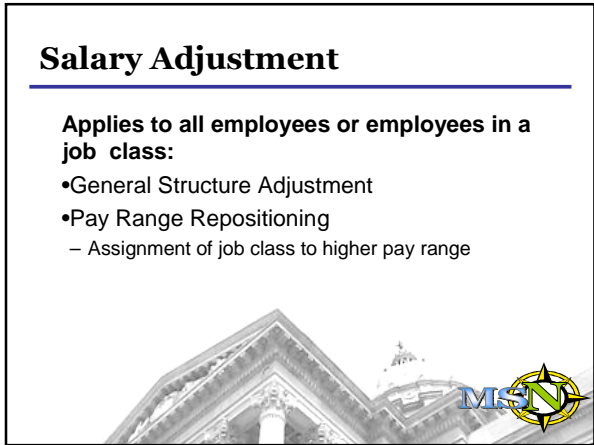 Salary Adjustment
Applies to all employees or employees in a
job class:
•General Structure Adjustment
•Pay Range Repositioning
– Assignment of job class to higher pay range
MSN